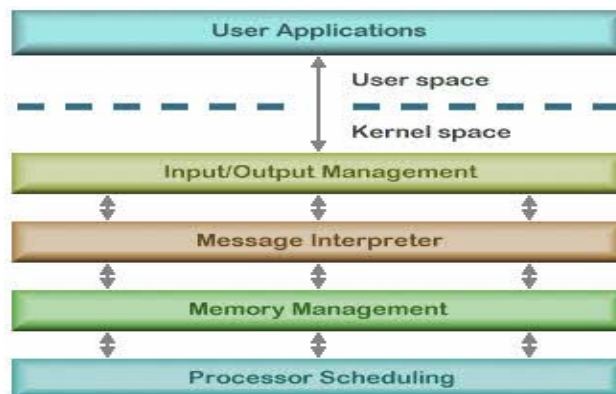 User Applications
User space
Kernel space
Input/Output Management
Message Interpreter
Memory Management
Processor Scheduling